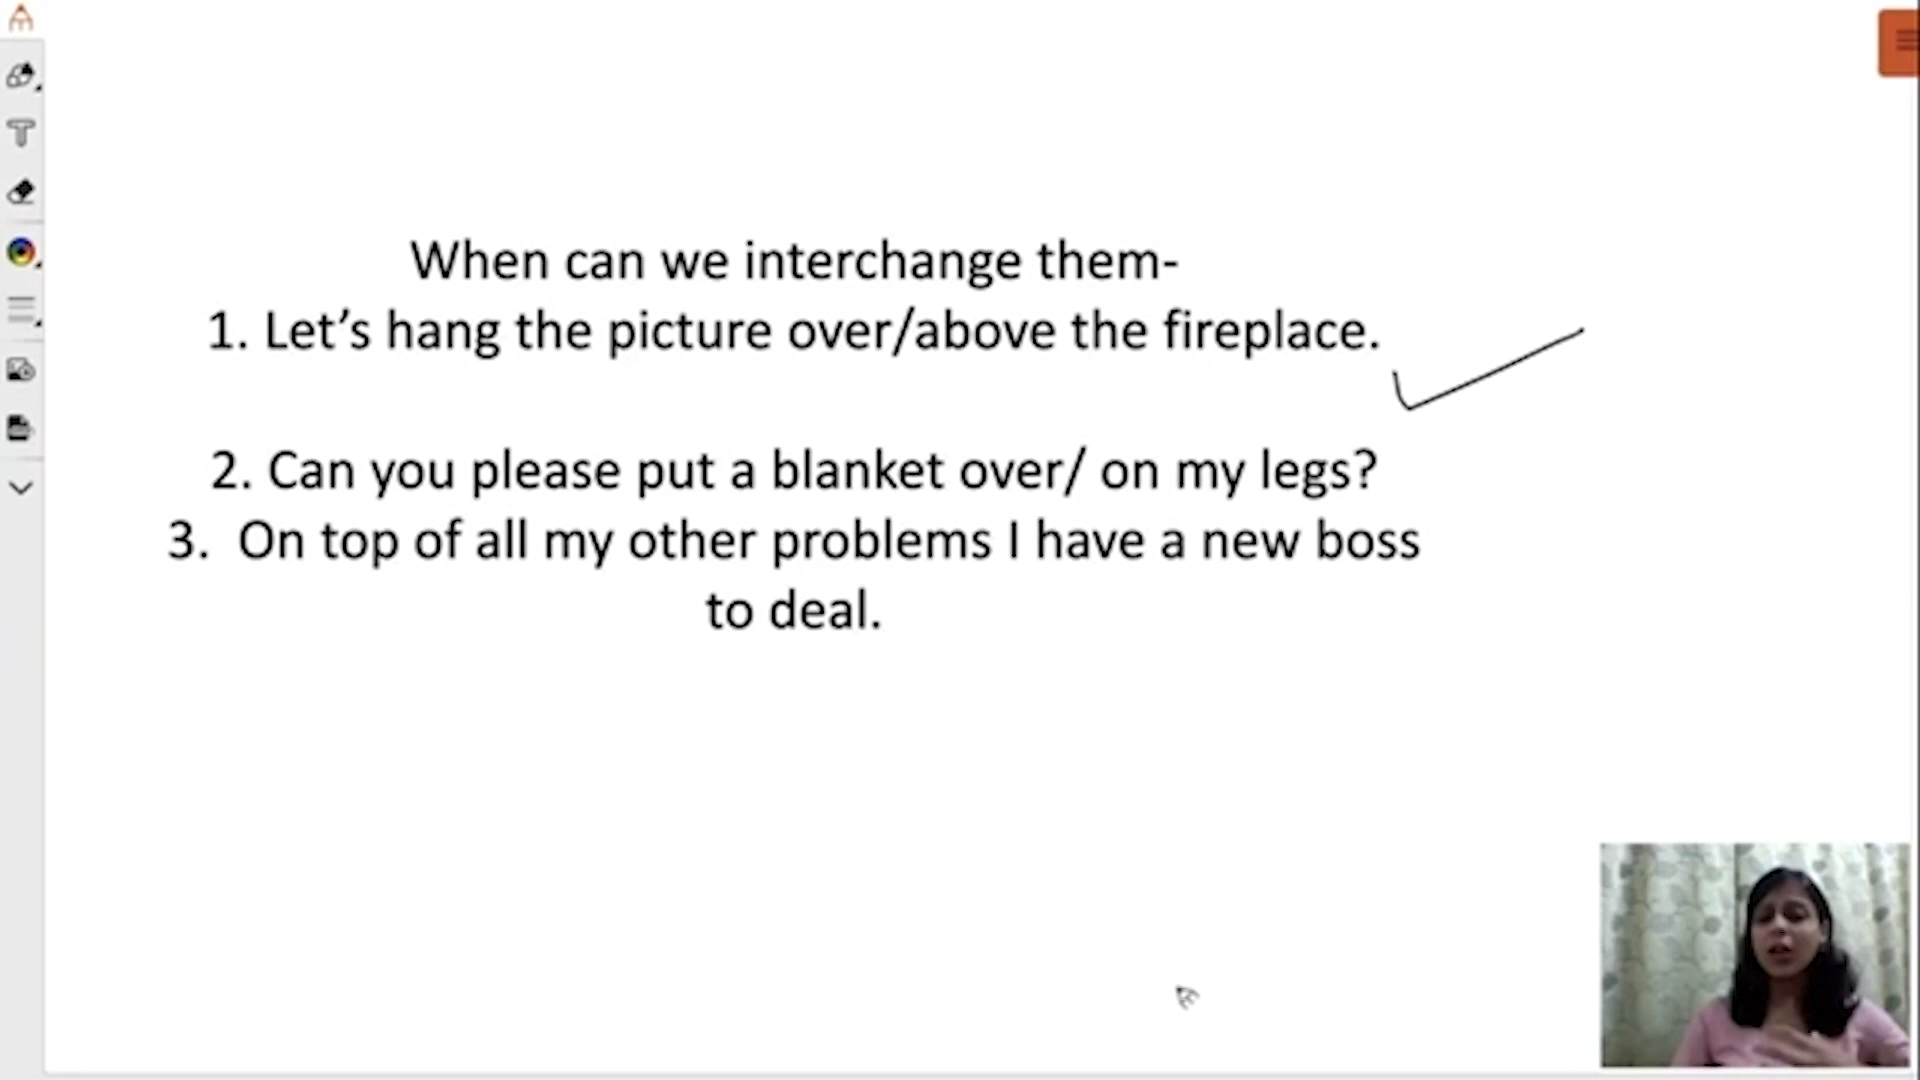 When can we interchange them-
1. Let’s hang the picture over/above the fireplace.
2. Can you please put a blanket over/ on my legs?
3. On top of all my other problems I have a new boss
to deal.